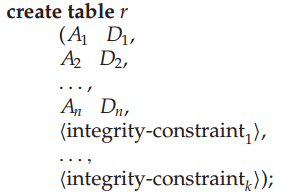 create table r
(A₁ D₁,
A₂ D₂,
. . . ,
Aₙ Dₙ,
⟨integrity-constraint₁⟩,
. . . ,
⟨integrity-constraintₖ⟩);